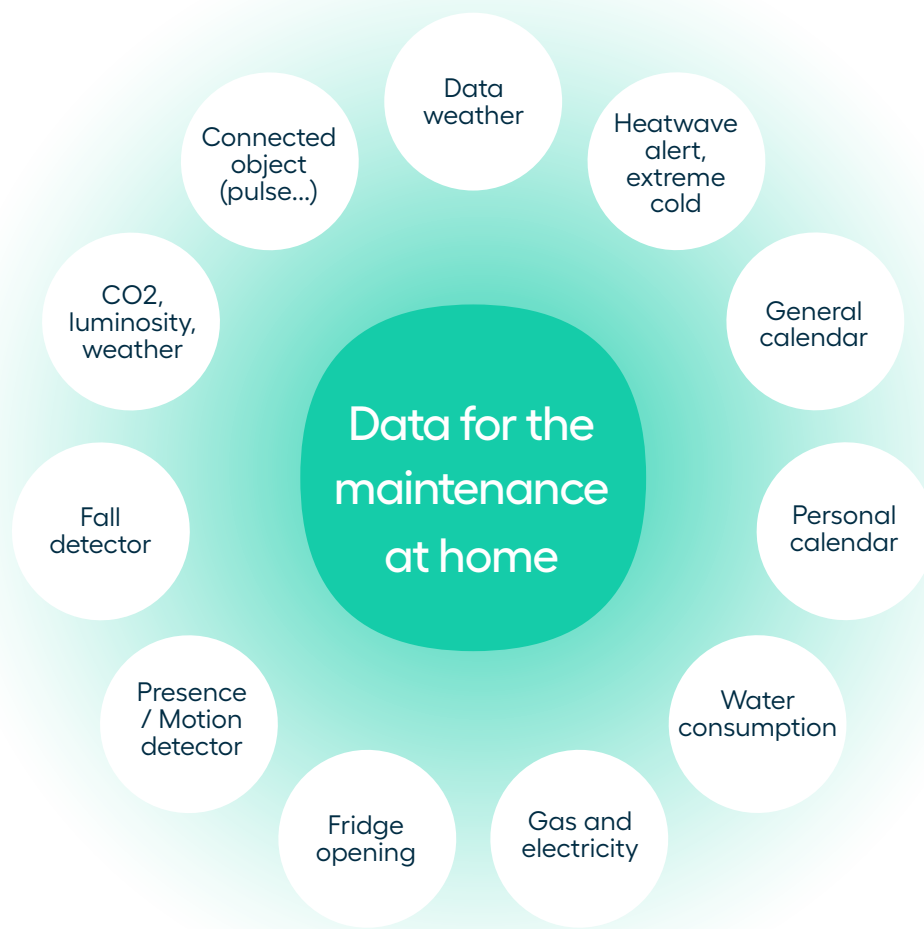 Data
weather
Heatwave
alert,
extreme
cold
General
calendar
Personal
calendar
Water
consumption
Gas and
electricity
Fridge
opening
Presence
/ Motion
detector
Fall
detector
CO2,
luminosity,
weather
Connected
object
(pulse...)
Data for the
maintenance
at home